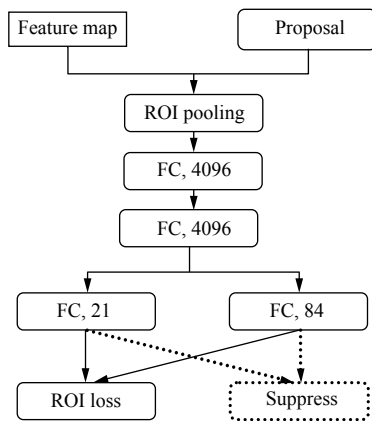 Feature map
Proposal
ROI pooling
FC, 4096
FC, 4096
FC, 21
FC, 84
ROI loss
Suppress